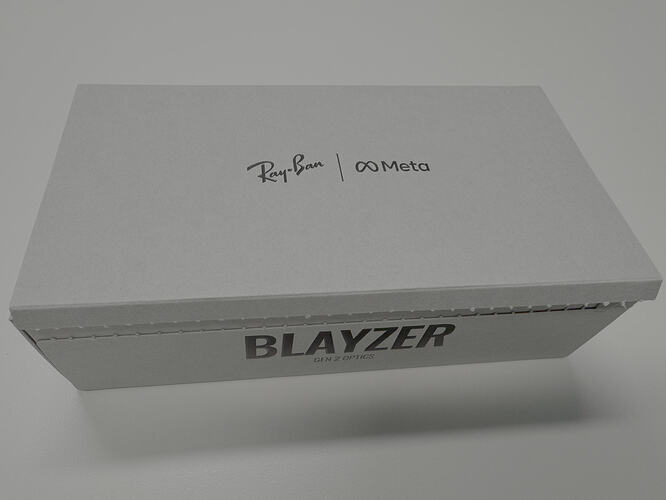 Ray-Ban | ∞ Meta
BLAYZER
GEN 2 OPTICS